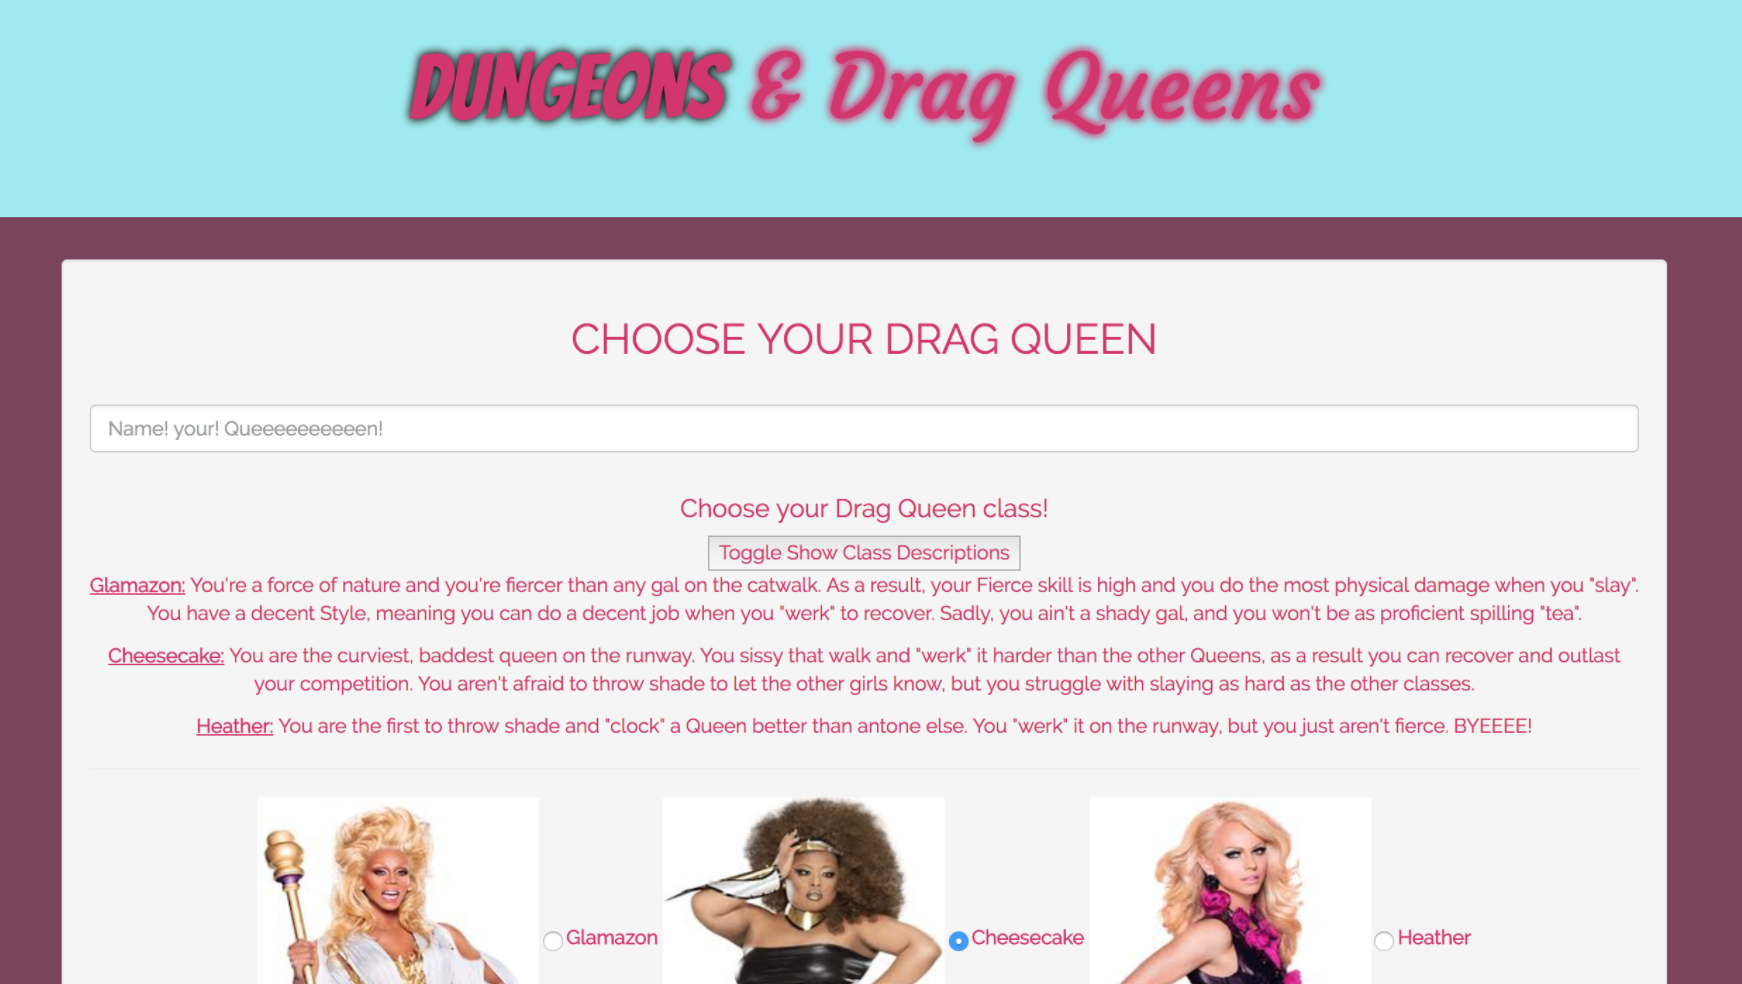 DUNGEONS & Drag Queens
CHOOSE YOUR DRAG QUEEN
Name! your! Queeeeeeeeeen!
Choose your Drag Queen class!
Toggle Show Class Descriptions
Glamazon: You're a force of nature and you're fiercer than any gal on the catwalk. As a result, your Fierce skill is high and you do the most physical damage when you "slay".
You have a decent Style, meaning you can do a decent job when you "werk" to recover. Sadly, you ain't a shady gal, and you won't be as proficient spilling "tea".
Cheesecake: You are the curviest, baddest queen on the runway. You sissy that walk and "werk" it harder than the other Queens, as a result you can recover and outlast
your competition. You aren't afraid to throw shade to let the other girls know, but you struggle with slaying as hard as the other classes.
Heather: You are the first to throw shade and "clock" a Queen better than antone else. You "werk" it on the runway, but you just aren't fierce. BYEEEE!
Glamazon
Cheesecake
Heather